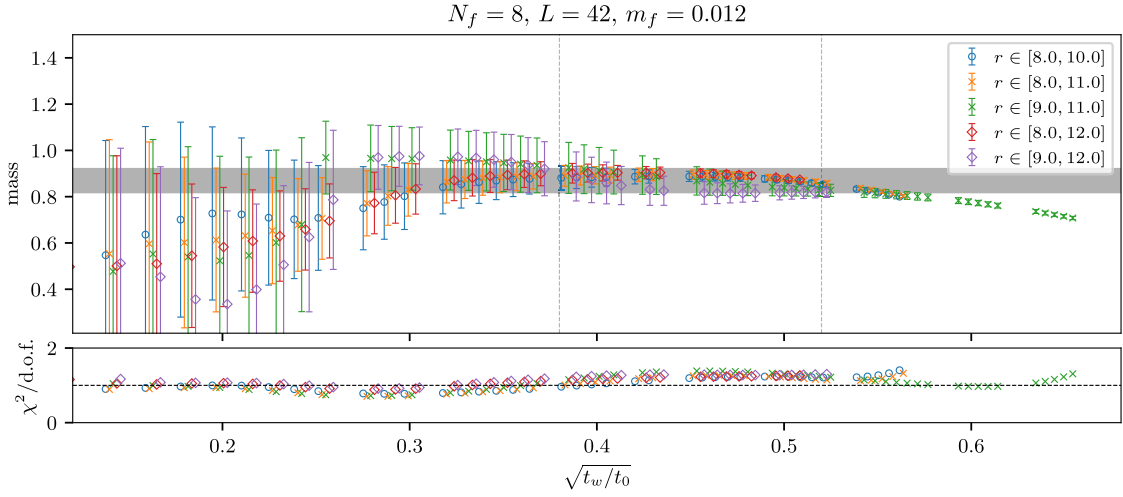 N_f = 8, L = 42, m_f = 0.012
mass
1.4
1.2
1.0
0.8
0.6
0.4
r ∈ [8.0, 10.0]
r ∈ [8.0, 11.0]
r ∈ [9.0, 11.0]
r ∈ [8.0, 12.0]
r ∈ [9.0, 12.0]
χ²/d.o.f.
2
0
0.2 0.3 0.4 0.5 0.6
√t_w/t_0